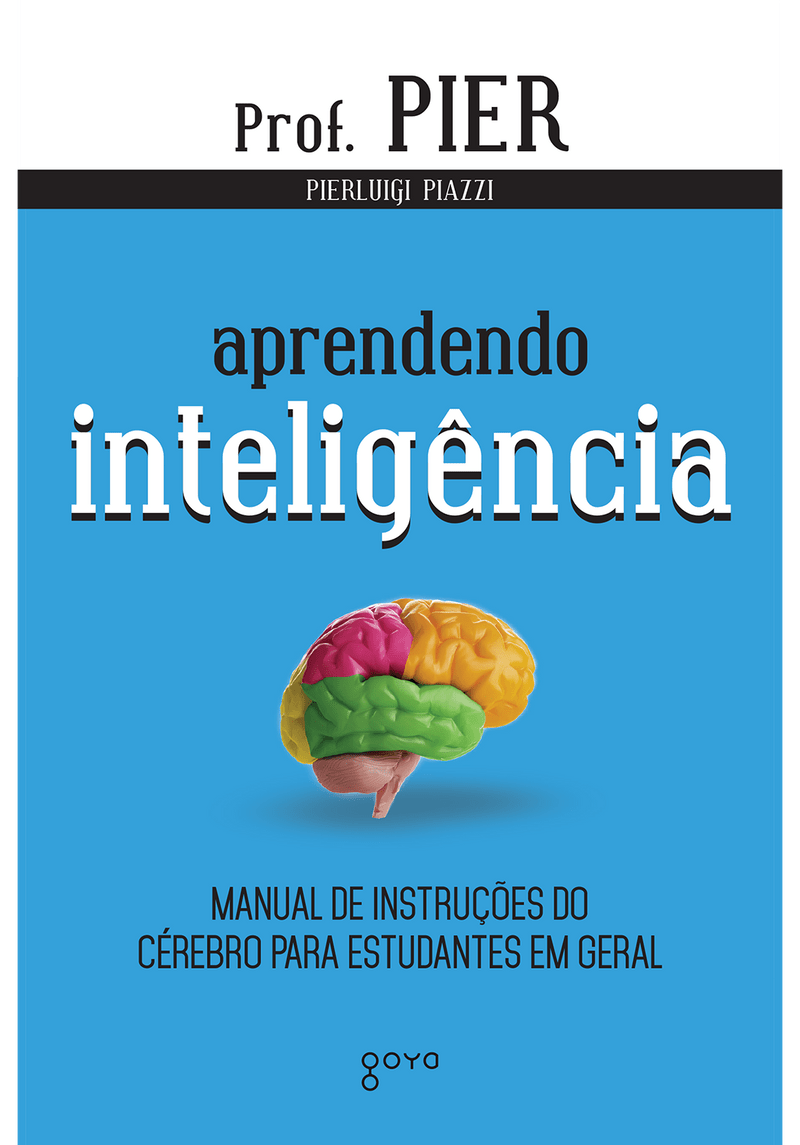 Prof. PIER
PIERLUIGI PIAZZI
aprendendo
inteligência
MANUAL DE INSTRUÇÕES DO
CÉREBRO PARA ESTUDANTES EM GERAL
goya